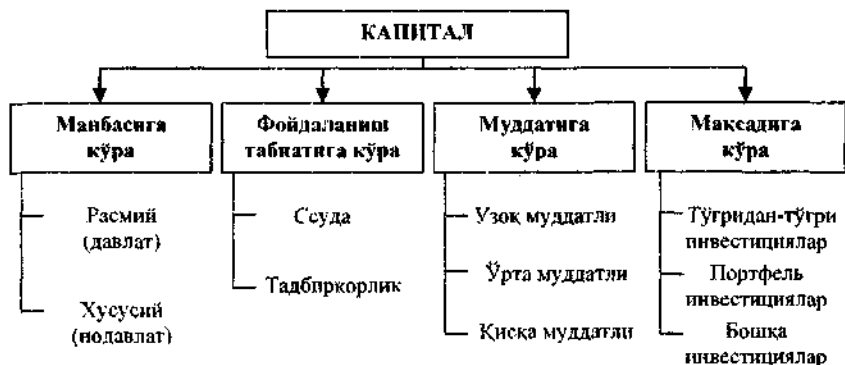 КАПИТАЛ
Манбасига
кўра
Фойдаланиш
табиатига кўра
Муддатига
кўра
Мақсадига
кўра
Расмий
(давлат)
Хусусий
(нодавлат)
Ссуда
Тадбиркорлик
Узоқ муддатли
Ўрта муддатли
Қисқа муддатли
Тўғридан-тўғри
инвестициялар
Портфель
инвестициялар
Бошқа
инвестициялар